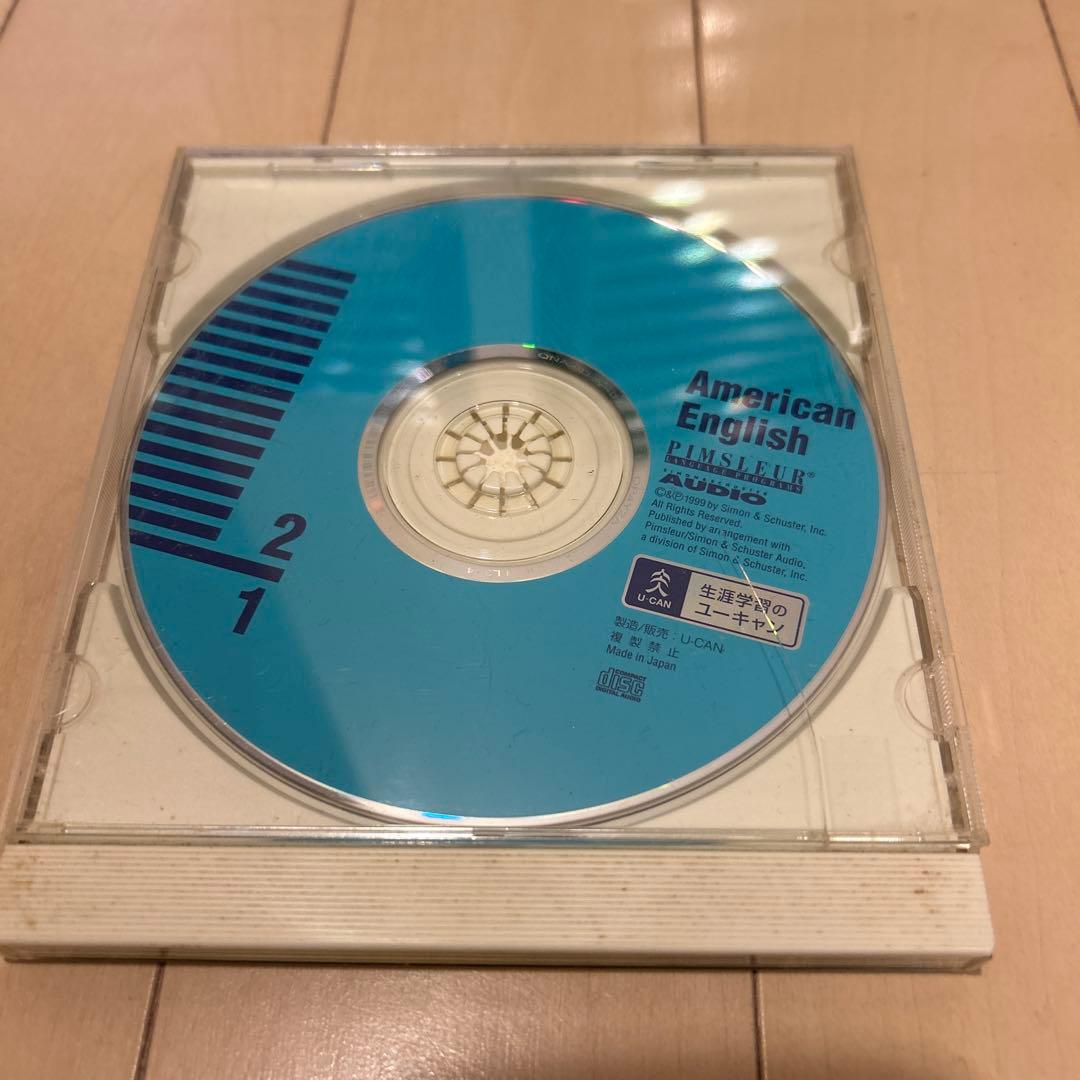 2
1
American
English
PIMSLEUR®
LANGUAGE PROGRAMS
SIMON & SCHUSTER
AUDIO
©&℗1999 by Simon & Schuster, Inc.
All Rights Reserved.
Published by arrangement with
Pimsleur/Simon & Schuster Audio,
a division of Simon & Schuster, Inc.
U-CAN
生涯学習の
ユーキャン
製造/販売:U-CAN
複製禁止
Made in Japan
COMPACT
disc
DIGITAL AUDIO